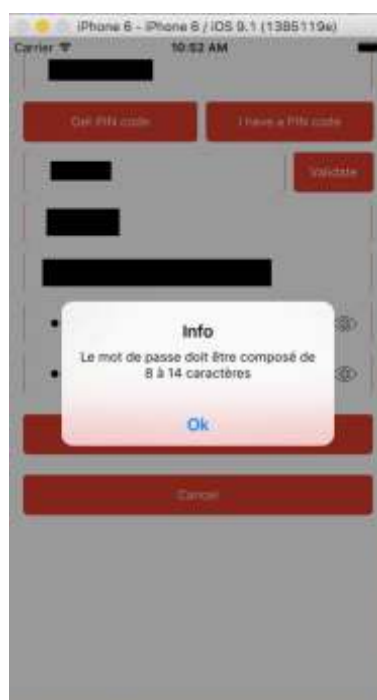 iPhone 6 - iPhone 6 / iOS 9.1 (13B5119e)
Carrier 10:52 AM
Get PIN code I have a PIN code
Validate
Info
Le mot de passe doit être composé de
8 à 14 caractères
Ok
Cancel